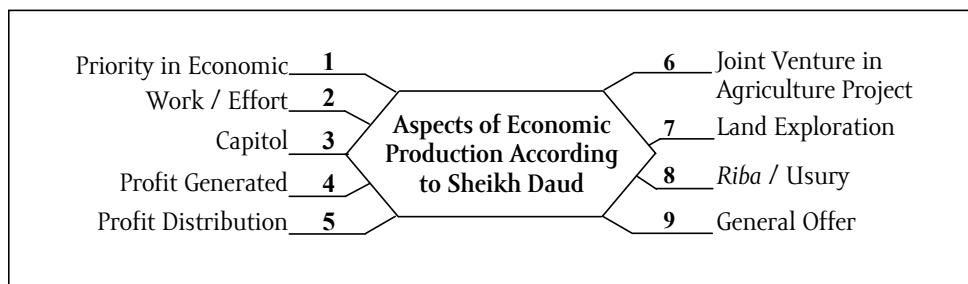 Priority in Economic 1
Work / Effort 2
Capitol 3
Profit Generated 4
Profit Distribution 5
Aspects of Economic
Production According
to Sheikh Daud
6 Joint Venture in
Agriculture Project
7 Land Exploration
8 Riba / Usury
9 General Offer